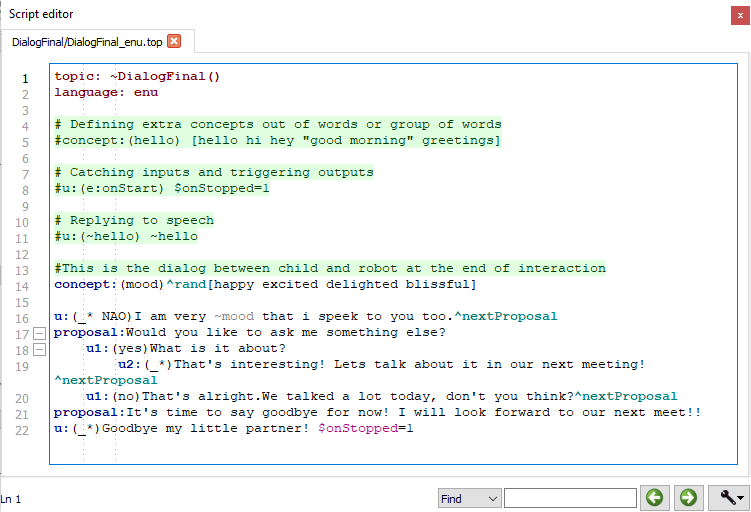 Script editor
x
DialogFinal/DialogFinal_enu.top x
1 topic: ~DialogFinal()
2 language: enu
3
4 # Defining extra concepts out of words or group of words
5 #concept:(hello) [hello hi hey "good morning" greetings]
6
7 # Catching inputs and triggering outputs
8 #u:(e:onStart) $onStopped=1
9
10 # Replying to speech
11 #u:(~hello) ~hello
12
13 #This is the dialog between child and robot at the end of interaction
14 concept:(mood)^rand[happy excited delighted blissful]
15
16 u:(_* NAO)I am very ~mood that i speek to you too.^nextProposal
17 proposal:Would you like to ask me something else?
18 u1:(yes)What is it about?
19 u2:(_*)That's interesting! Lets talk about it in our next meeting!
^nextProposal
20 u1:(no)That's alright.We talked a lot today, don't you think?^nextProposal
21 proposal:It's time to say goodbye for now! I will look forward to our next meet!!
22 u:(_*)Goodbye my little partner! $onStopped=1
Ln 1
Find